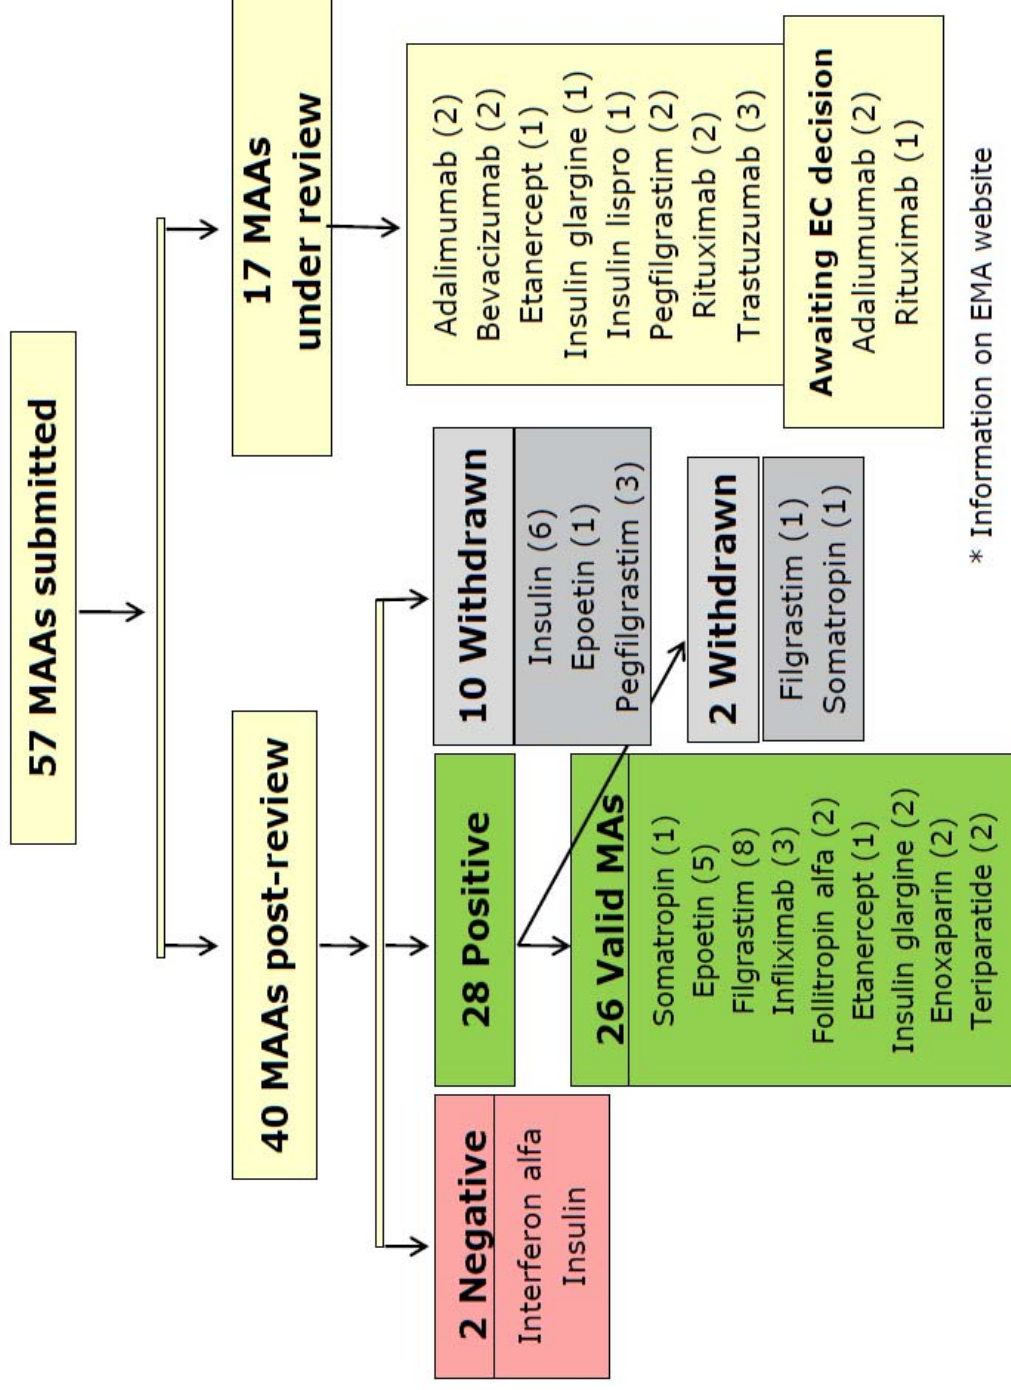 57 MAAs submitted
40 MAAs post-review
17 MAAs
under review
2 Negative
Interferon alfa
Insulin
28 Positive
26 Valid MAs
Somatropin (1)
Epoetin (5)
Filgrastim (8)
Infliximab (3)
Follitropin alfa (2)
Etanercept (1)
Insulin glargine (2)
Enoxaparin (2)
Teriparatide (2)
10 Withdrawn
Insulin (6)
Epoetin (1)
Pegfilgrastim (3)
2 Withdrawn
Filgrastim (1)
Somatropin (1)
Adalimumab (2)
Bevacizumab (2)
Etanercept (1)
Insulin glargine (1)
Insulin lispro (1)
Pegfilgrastim (2)
Rituximab (2)
Trastuzumab (3)
Awaiting EC decision
Adaliumumab (2)
Rituximab (1)
* Information on EMA website